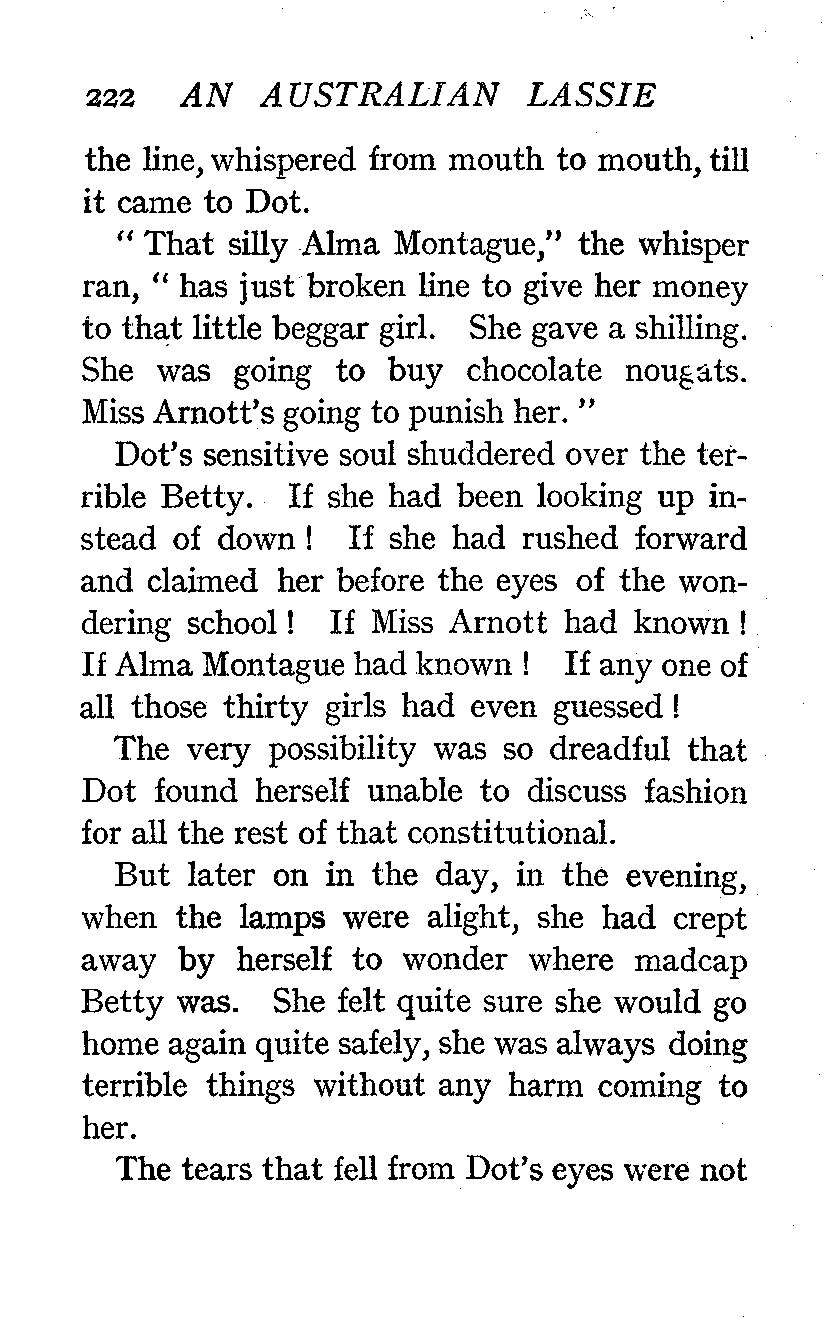 222 AN AUSTRALIAN LASSIE
the line, whispered from mouth to mouth, till
it came to Dot.
“ That silly Alma Montague,” the whisper
ran, “ has just broken line to give her money
to that little beggar girl. She gave a shilling.
She was going to buy chocolate nougats.
Miss Arnott’s going to punish her. ”
Dot’s sensitive soul shuddered over the ter-
rible Betty. If she had been looking up in-
stead of down ! If she had rushed forward
and claimed her before the eyes of the won-
dering school ! If Miss Arnott had known !
If Alma Montague had known ! If any one of
all those thirty girls had even guessed !
The very possibility was so dreadful that
Dot found herself unable to discuss fashion
for all the rest of that constitutional.
But later on in the day, in the evening,
when the lamps were alight, she had crept
away by herself to wonder where madcap
Betty was. She felt quite sure she would go
home again quite safely, she was always doing
terrible things without any harm coming to
her.
The tears that fell from Dot’s eyes were not